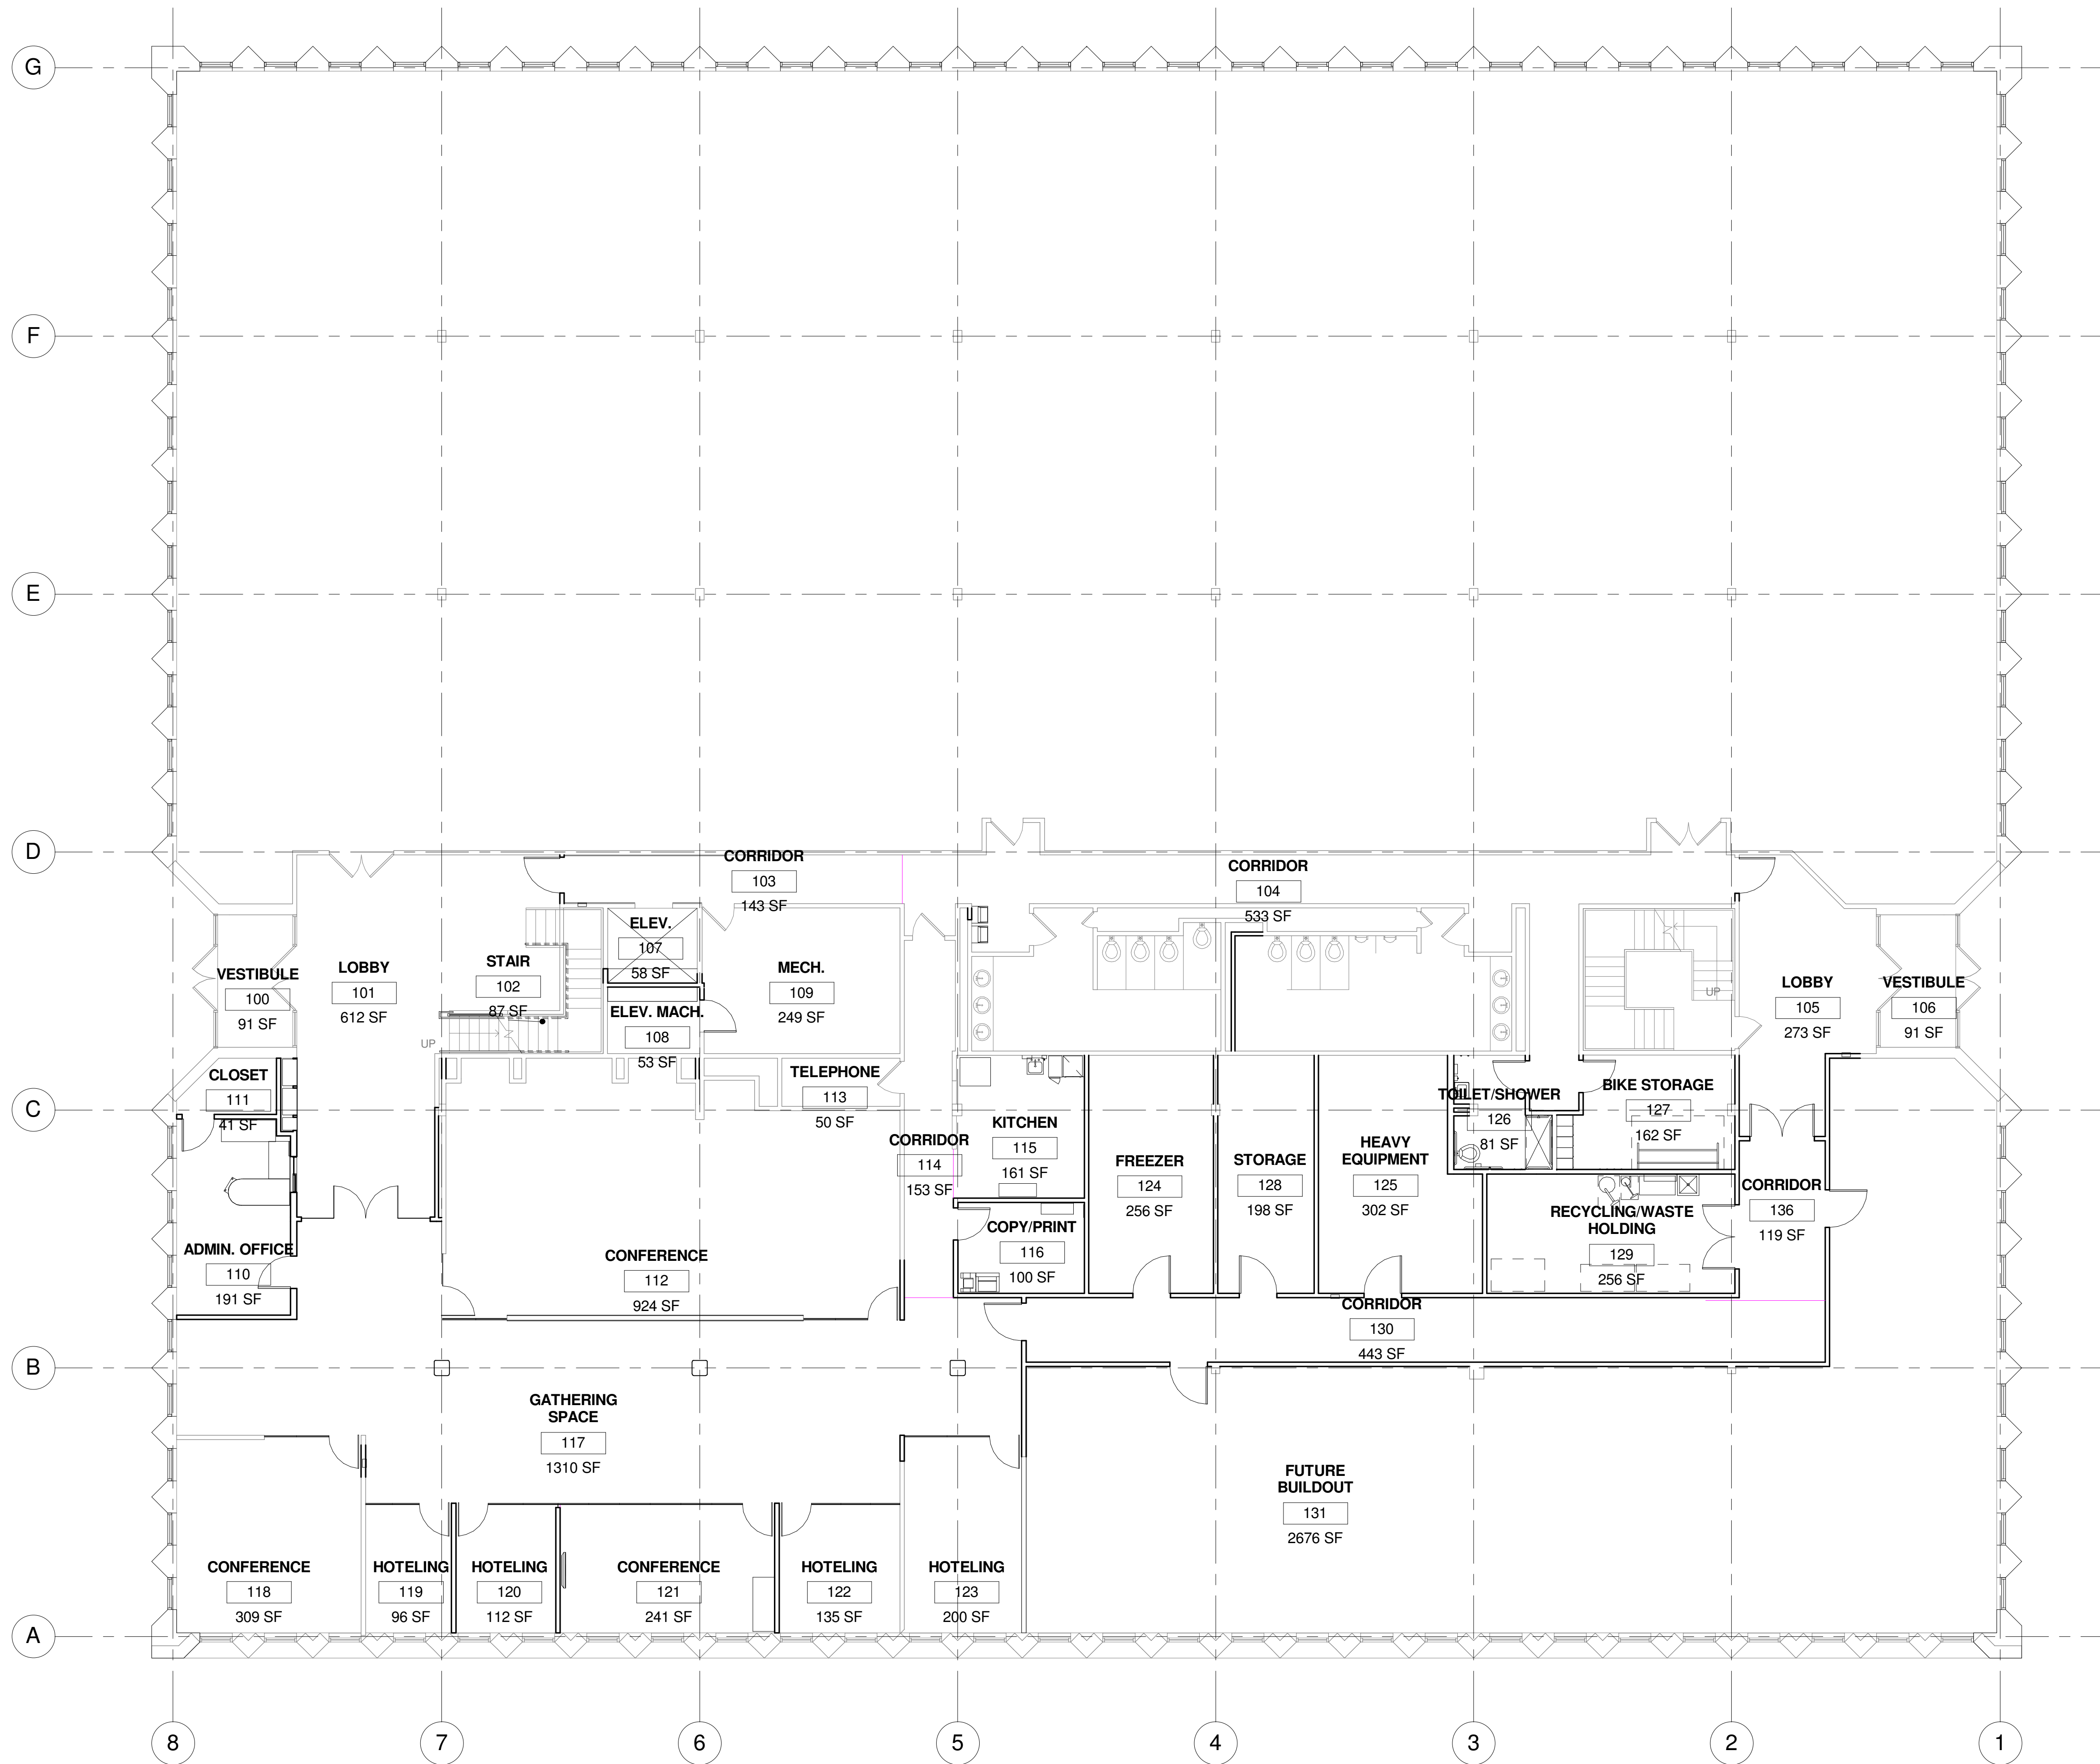 G
F
E
D
CORRIDOR
103
143 SF
CORRIDOR
104
533 SF
ELEV.
107
58 SF
STAIR
102
87 SF
UP
VESTIBULE
100
91 SF
LOBBY
101
612 SF
MECH.
109
249 SF
ELEV. MACH.
108
53 SF
LOBBY
105
273 SF
VESTIBULE
106
91 SF
UP
CLOSET
111
41 SF
TELEPHONE
113
50 SF
C
KITCHEN
115
161 SF
CORRIDOR
114
153 SF
FREEZER
124
256 SF
STORAGE
128
198 SF
HEAVY
EQUIPMENT
125
302 SF
TOILET/SHOWER
126
81 SF
BIKE STORAGE
127
162 SF
CORRIDOR
136
119 SF
RECYCLING/WASTE
HOLDING
129
256 SF
ADMIN. OFFICE
110
191 SF
CONFERENCE
112
924 SF
COPY/PRINT
116
100 SF
CORRIDOR
130
443 SF
B
GATHERING
SPACE
117
1310 SF
FUTURE
BUILDOUT
131
2676 SF
CONFERENCE
118
309 SF
HOTELING
119
96 SF
HOTELING
120
112 SF
CONFERENCE
121
241 SF
HOTELING
122
135 SF
HOTELING
123
200 SF
A
8
7
6
5
4
3
2
1